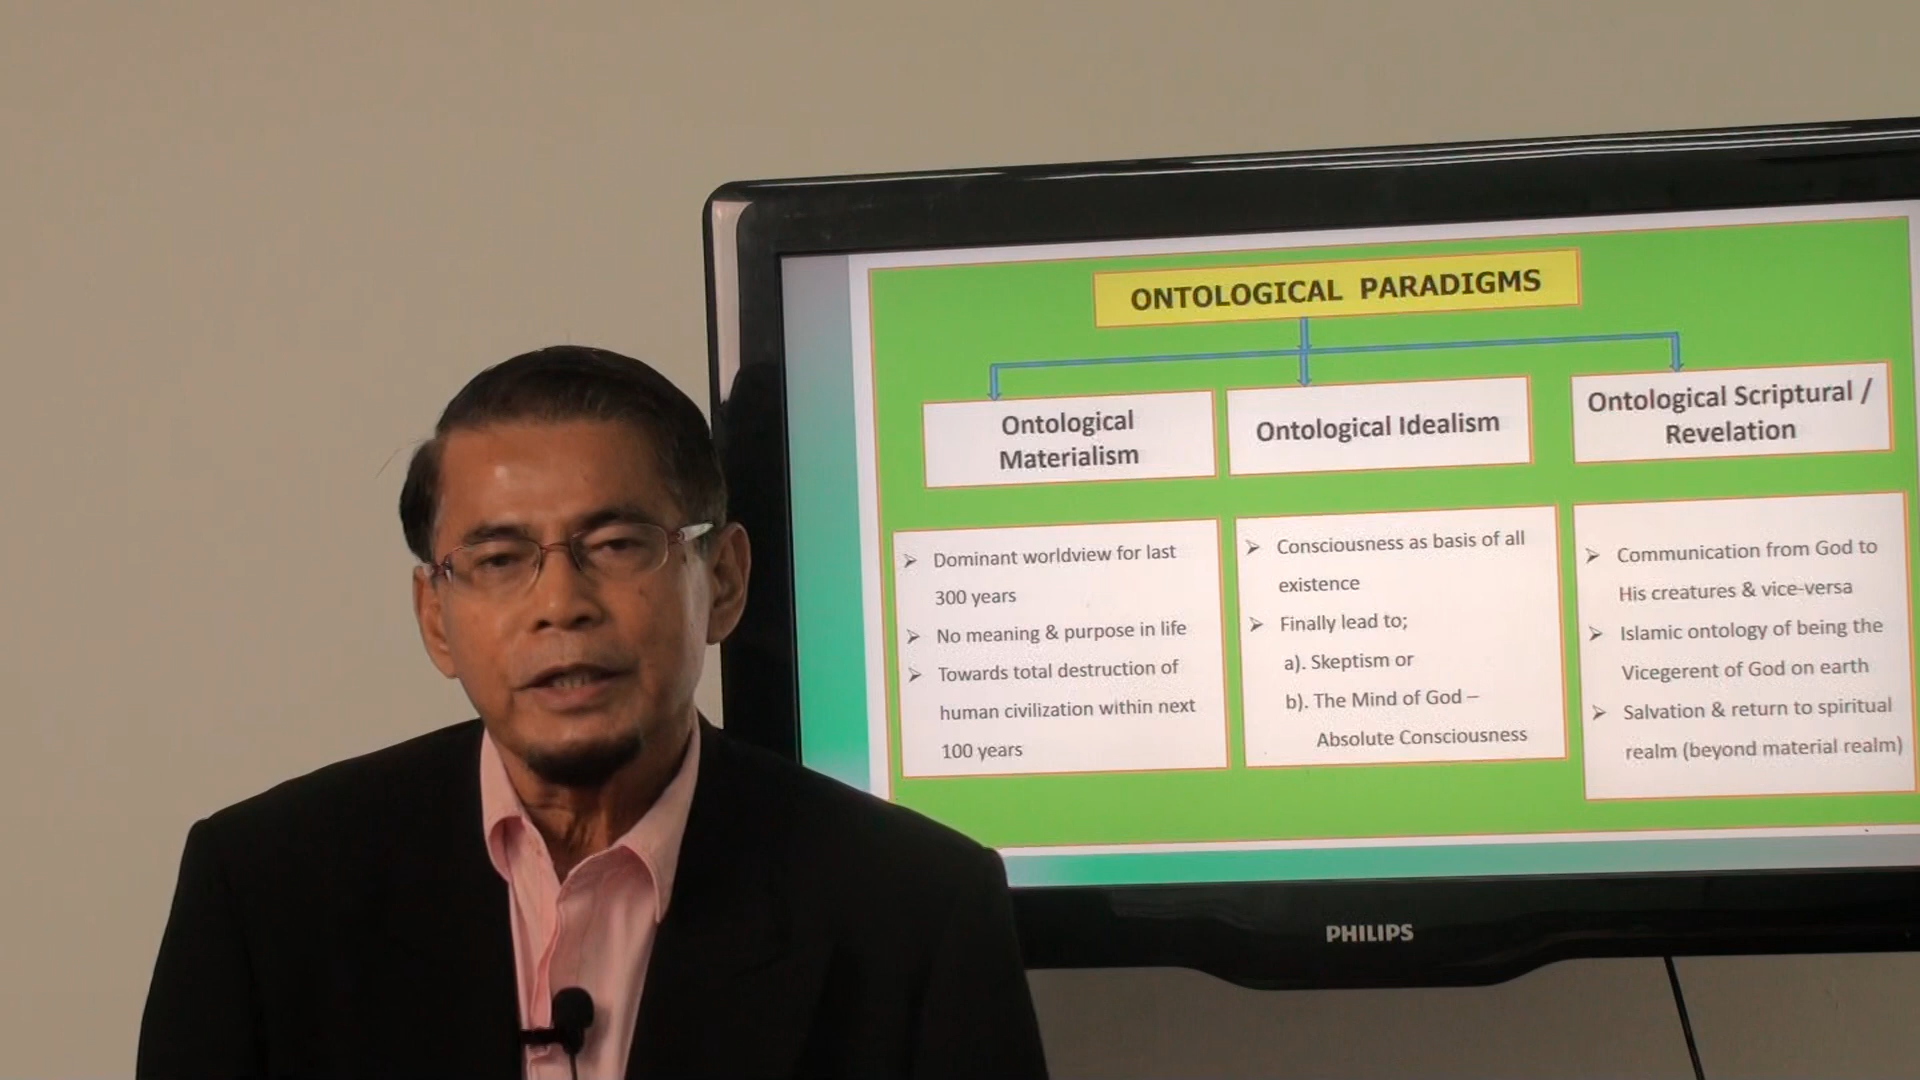 ONTOLOGICAL PARADIGMS
Ontological
Materialism
➢ Dominant worldview for last
300 years
➢ No meaning & purpose in life
➢ Towards total destruction of
human civilization within next
100 years
Ontological Idealism
➢ Consciousness as basis of all
existence
➢ Finally lead to;
a). Skeptism or
b). The Mind of God –
Absolute Consciousness
Ontological Scriptural /
Revelation
➢ Communication from God to
His creatures & vice-versa
➢ Islamic ontology of being the
Vicegerent of God on earth
➢ Salvation & return to spiritual
realm (beyond material realm)
PHILIPS